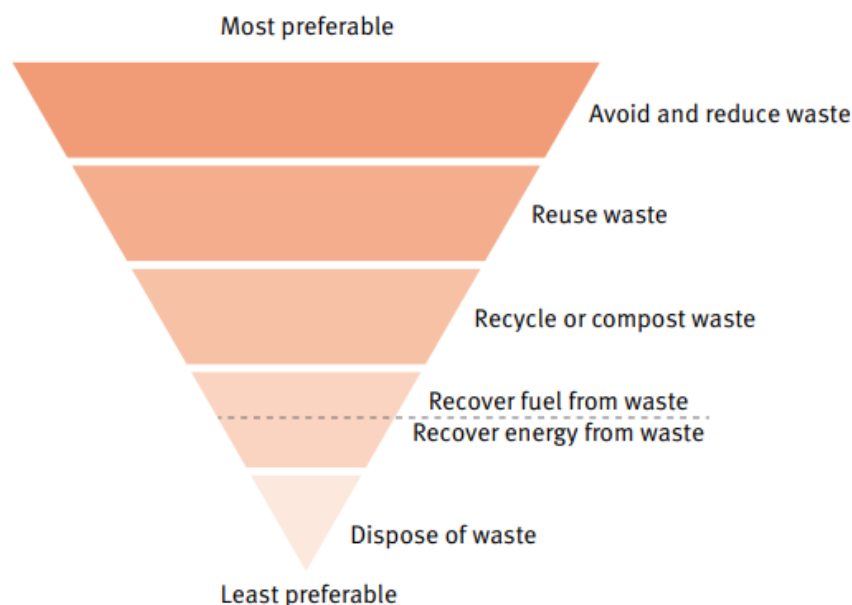 Most preferable
Avoid and reduce waste
Reuse waste
Recycle or compost waste
Recover fuel from waste
Recover energy from waste
Dispose of waste
Least preferable